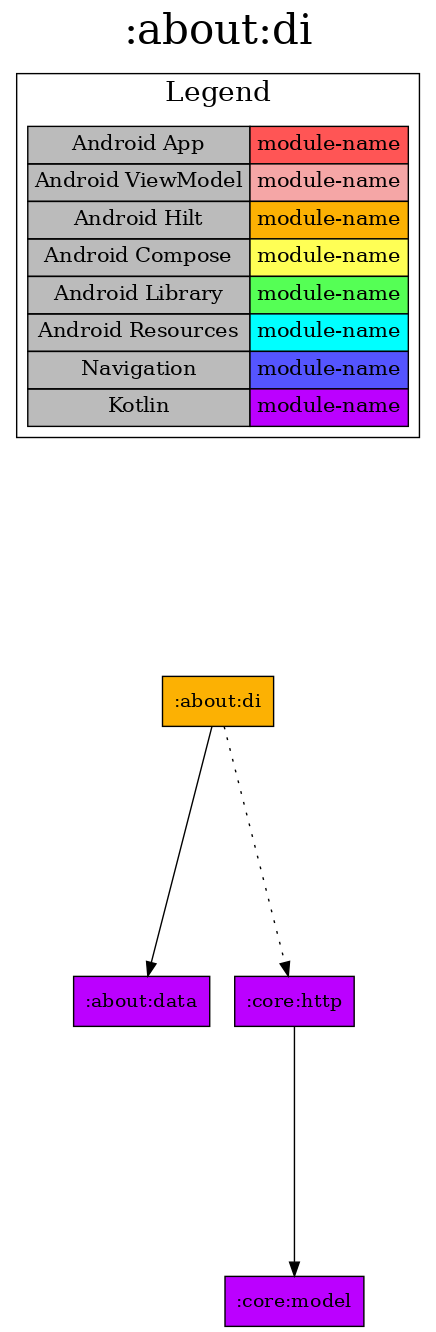 :about:di
Legend
Android App module-name
Android ViewModel module-name
Android Hilt module-name
Android Compose module-name
Android Library module-name
Android Resources module-name
Navigation module-name
Kotlin module-name
:about:di
:about:data :core:http
:core:model